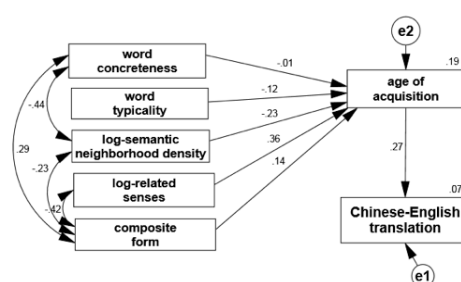 e2
.19
word
concreteness
-.01
age of
acquisition
word
typicality
-.12
-.44
-.23
log-semantic
neighborhood density
.36
.29
.27
-.23
log-related
senses
.14
.07
-.42
composite
form
Chinese-English
translation
e1